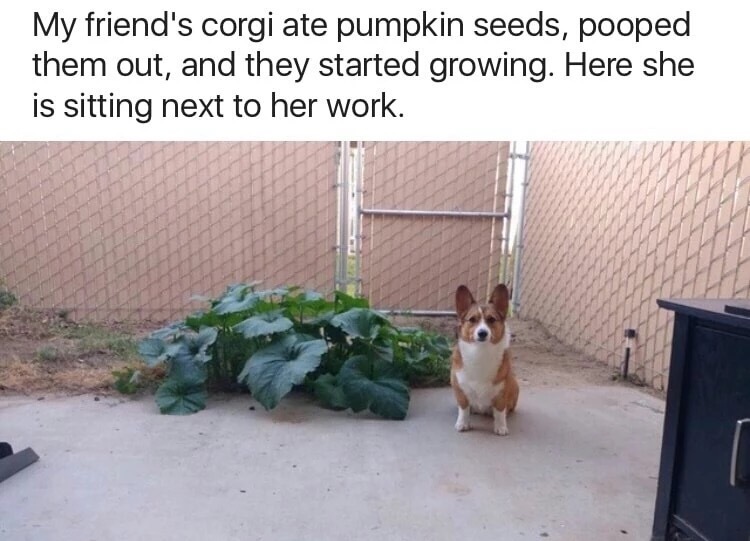 My friend's corgi ate pumpkin seeds, pooped
them out, and they started growing. Here she
is sitting next to her work.